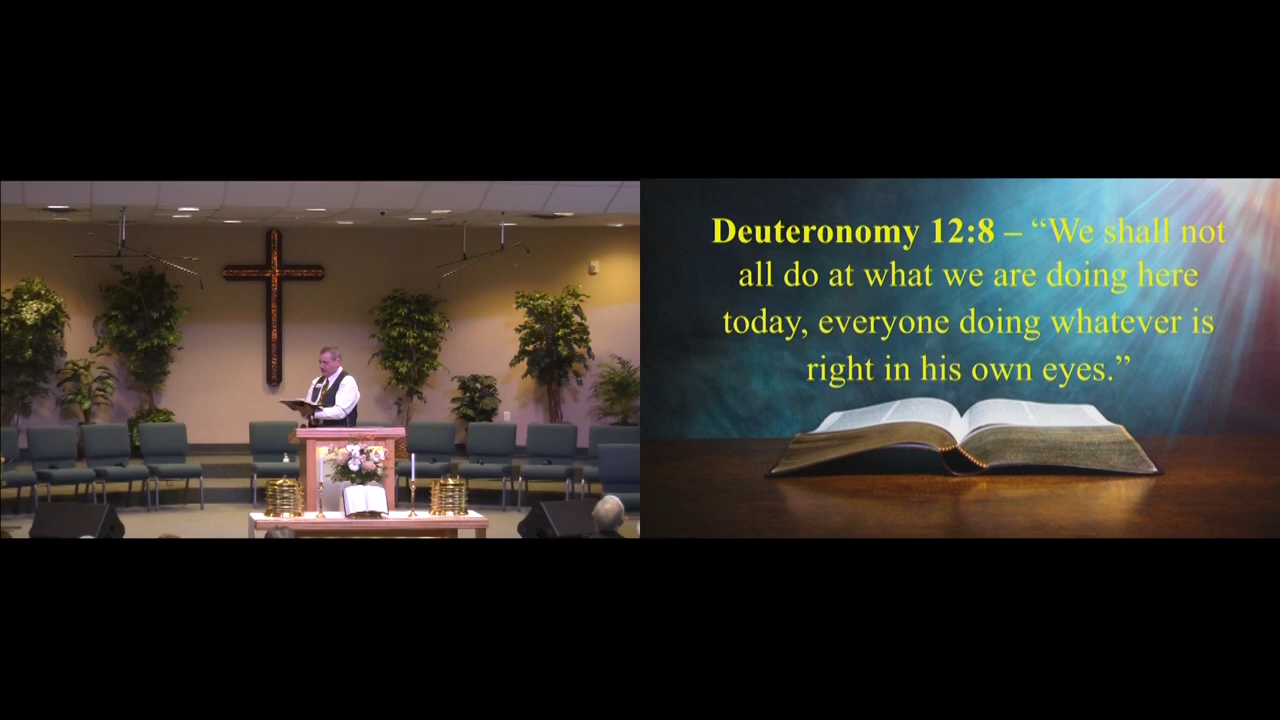 Deuteronomy 12:8 – “We shall not
all do at what we are doing here
today, everyone doing whatever is
right in his own eyes.”